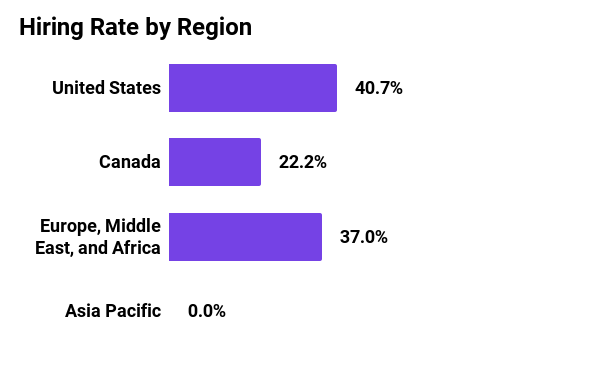 Hiring Rate by Region
United States
40.7%
Canada
22.2%
Europe, Middle
East, and Africa
37.0%
Asia Pacific
0.0%